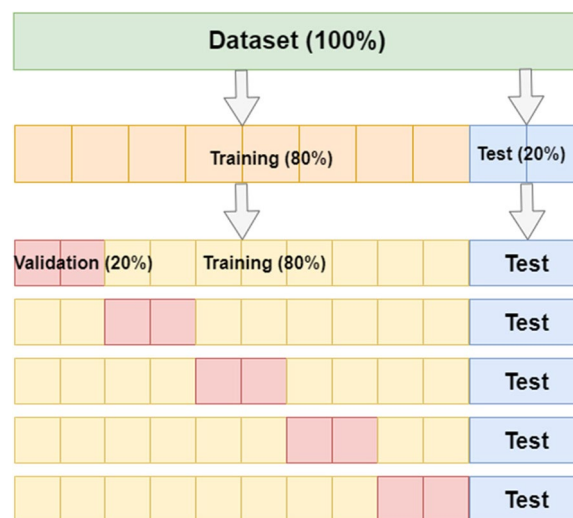 Dataset (100%)
Training (80%)
Test (20%)
Validation (20%)
Training (80%)
Test
Test
Test
Test
Test